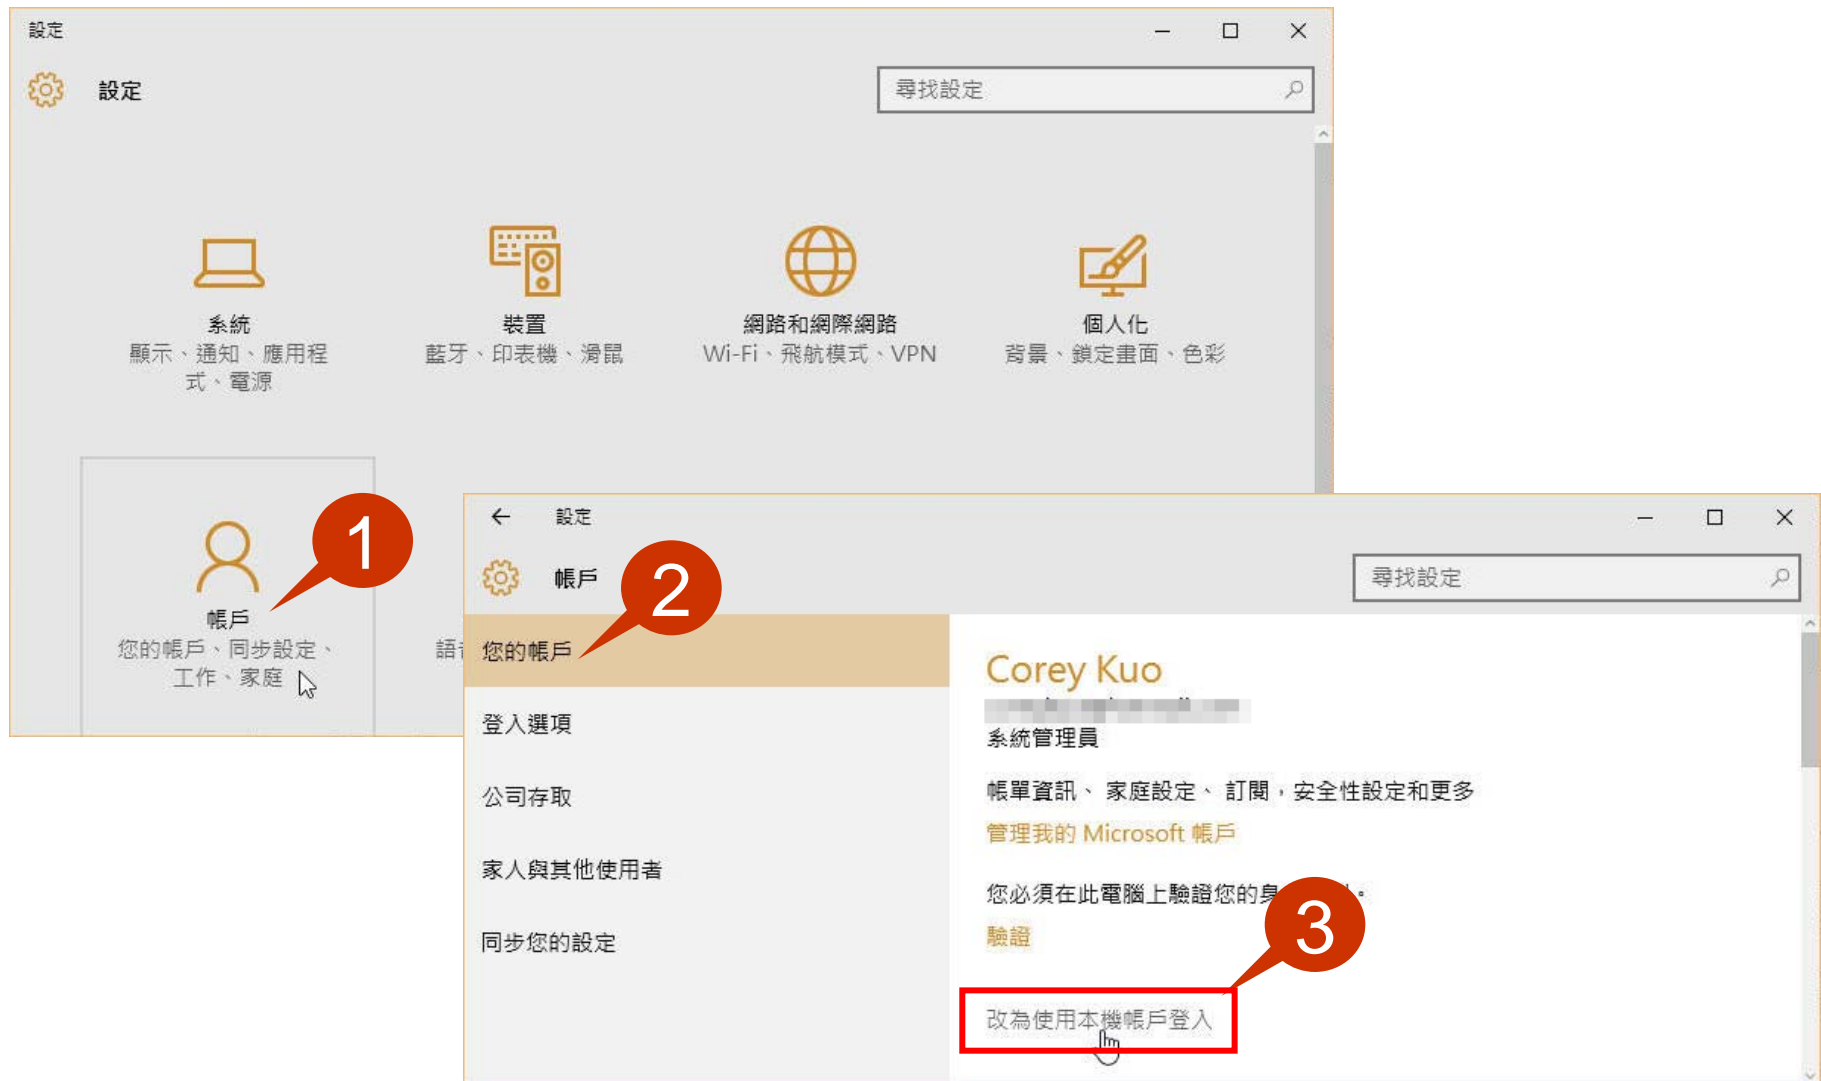 設定
設定
尋找設定
系統
顯示、通知、應用程
式、電源
裝置
藍牙、印表機、滑鼠
網路和網際網路
Wi-Fi、飛航模式、VPN
個人化
背景、鎖定畫面、色彩
1
帳戶
您的帳戶、同步設定、
工作、家庭
語
設定
帳戶
尋找設定
2
您的帳戶
登入選項
公司存取
家人與其他使用者
同步您的設定
Corey Kuo
系統管理員
帳單資訊、 家庭設定、 訂閱，安全性設定和更多
管理我的 Microsoft 帳戶
您必須在此電腦上驗證您的身
驗證
3
改為使用本機帳戶登入